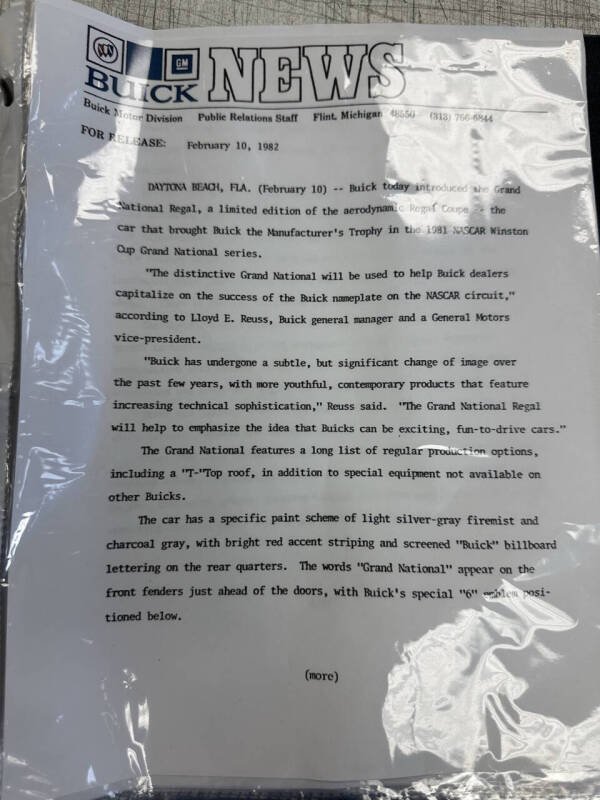 GM
BUICK NEWS
Buick Motor Division Public Relations Staff Flint, Michigan 48550 (313) 766-6844
FOR RELEASE: February 10, 1982
DAYTONA BEACH, FLA. (February 10) -- Buick today introduced the Grand
National Regal, a limited edition of the aerodynamic Regal Coupe -- the
car that brought Buick the Manufacturer's Trophy in the 1981 NASCAR Winston
Cup Grand National series.
"The distinctive Grand National will be used to help Buick dealers
capitalize on the success of the Buick nameplate on the NASCAR circuit,"
according to Lloyd E. Reuss, Buick general manager and a General Motors
vice-president.
"Buick has undergone a subtle, but significant change of image over
the past few years, with more youthful, contemporary products that feature
increasing technical sophistication," Reuss said. "The Grand National Regal
will help to emphasize the idea that Buicks can be exciting, fun-to-drive cars."
The Grand National features a long list of regular production options,
including a "T-"Top roof, in addition to special equipment not available on
other Buicks.
The car has a specific paint scheme of light silver-gray firemist and
charcoal gray, with bright red accent striping and screened "Buick" billboard
lettering on the rear quarters. The words "Grand National" appear on the
front fenders just ahead of the doors, with Buick's special "6" emblem posi-
tioned below.
(more)